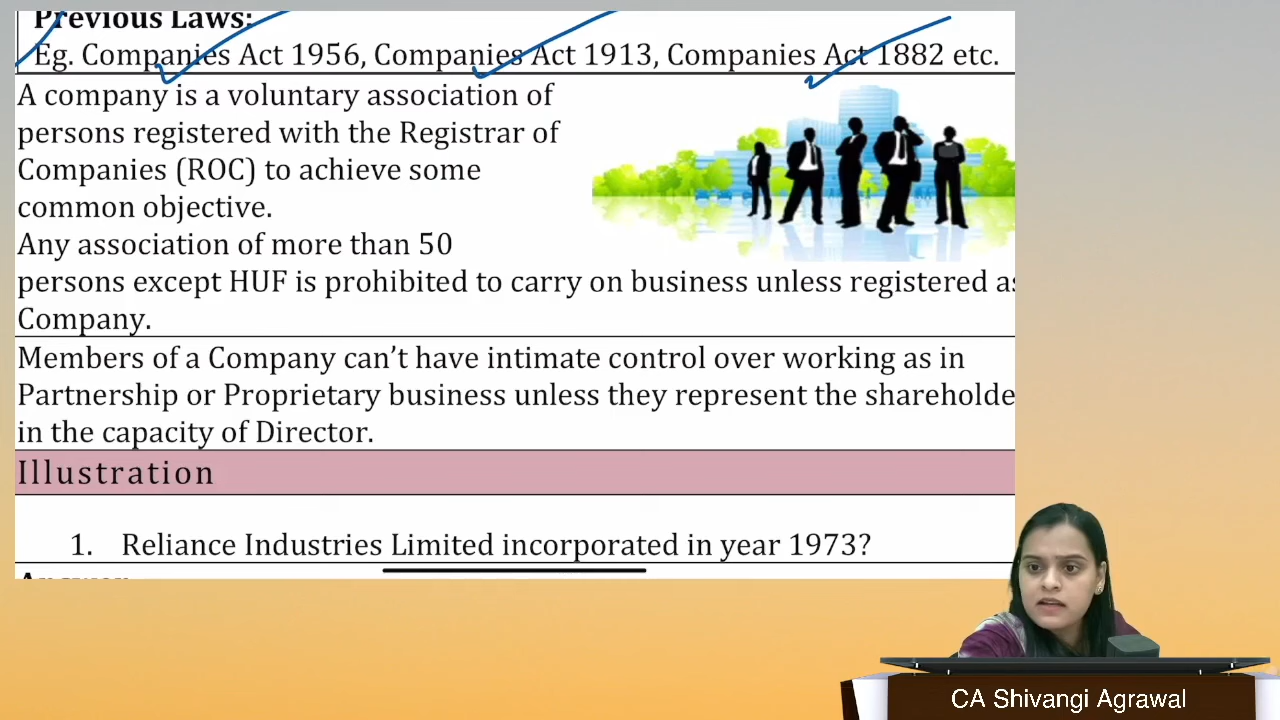 Previous Laws:
Eg. Companies Act 1956, Companies Act 1913, Companies Act 1882 etc.
A company is a voluntary association of
persons registered with the Registrar of
Companies (ROC) to achieve some
common objective.
Any association of more than 50
persons except HUF is prohibited to carry on business unless registered as
Company.
Members of a Company can’t have intimate control over working as in
Partnership or Proprietary business unless they represent the shareholde
in the capacity of Director.
Illustration
1. Reliance Industries Limited incorporated in year 1973?
CA Shivangi Agrawal